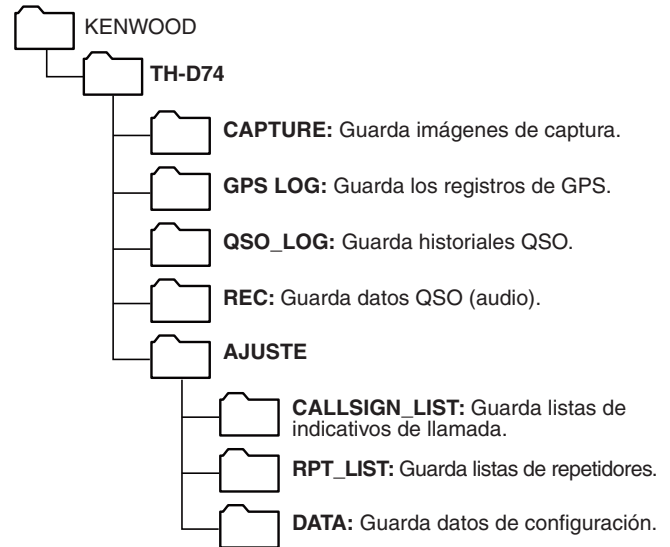 KENWOOD
TH-D74
CAPTURE: Guarda imágenes de captura.
GPS LOG: Guarda los registros de GPS.
QSO_LOG: Guarda historiales QSO.
REC: Guarda datos QSO (audio).
AJUSTE
CALLSIGN_LIST: Guarda listas de
indicativos de llamada.
RPT_LIST: Guarda listas de repetidores.
DATA: Guarda datos de configuración.